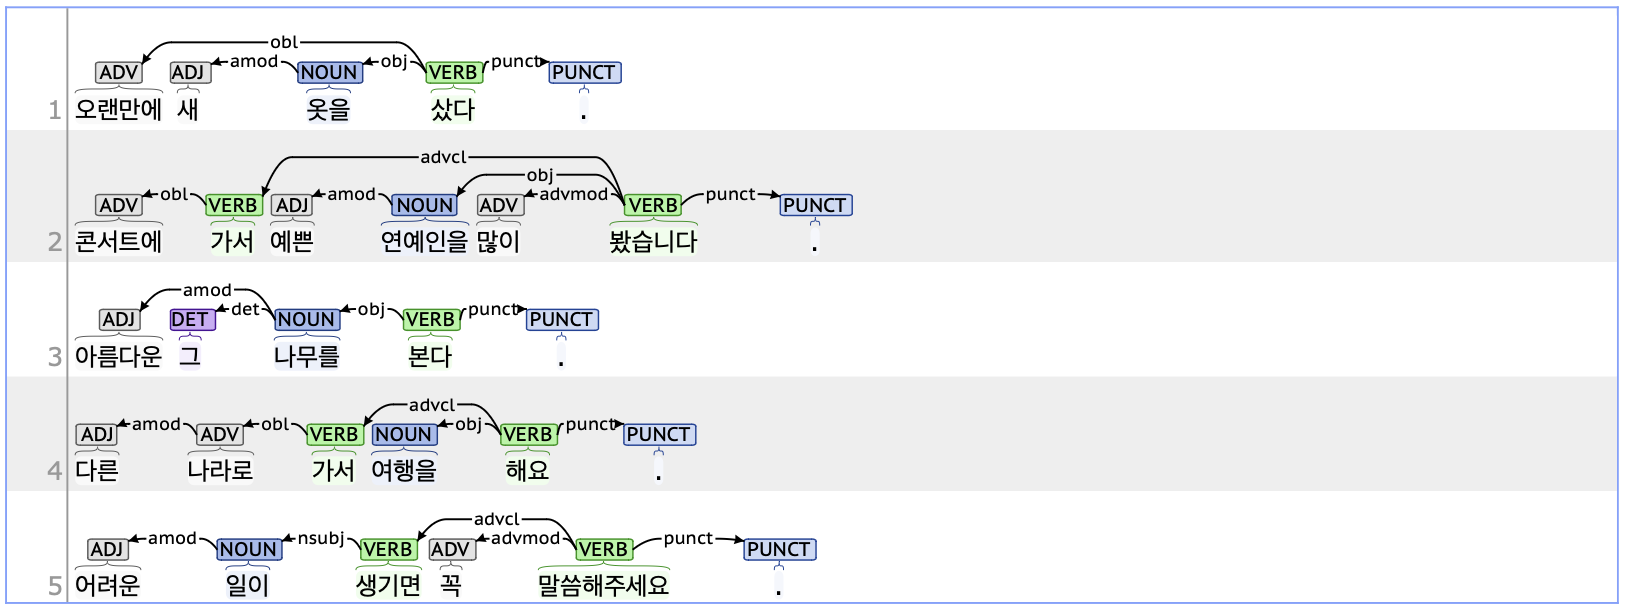 obl
amod obj punct
ADV ADJ NOUN VERB PUNCT
1 오랜만에 새 옷을 샀다 .
advcl
obj
obl amod advmod punct
ADV VERB ADJ NOUN ADV VERB PUNCT
2 콘서트에 가서 예쁜 연예인을 많이 봤습니다 .
amod
det obj punct
ADJ DET NOUN VERB PUNCT
3 아름다운 그 나무를 본다 .
advcl
amod obl obj punct
ADJ ADV VERB NOUN VERB PUNCT
4 다른 나라로 가서 여행을 해요 .
advcl
amod nsubj advmod punct
ADJ NOUN VERB ADV VERB PUNCT
5 어려운 일이 생기면 꼭 말씀해주세요 .